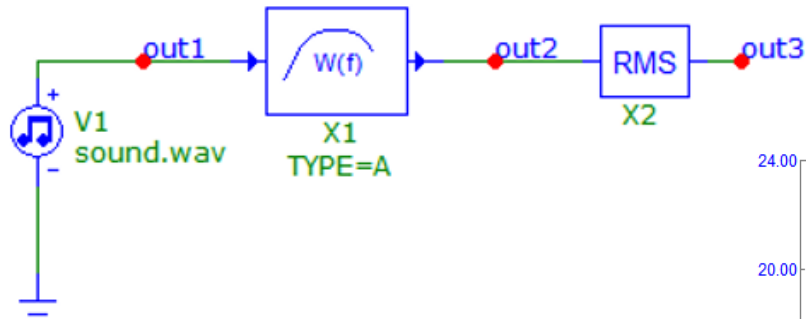 out1
W(f)
out2
RMS
out3
+
V1
sound.wav
-
X1
TYPE=A
X2
24.00
20.00